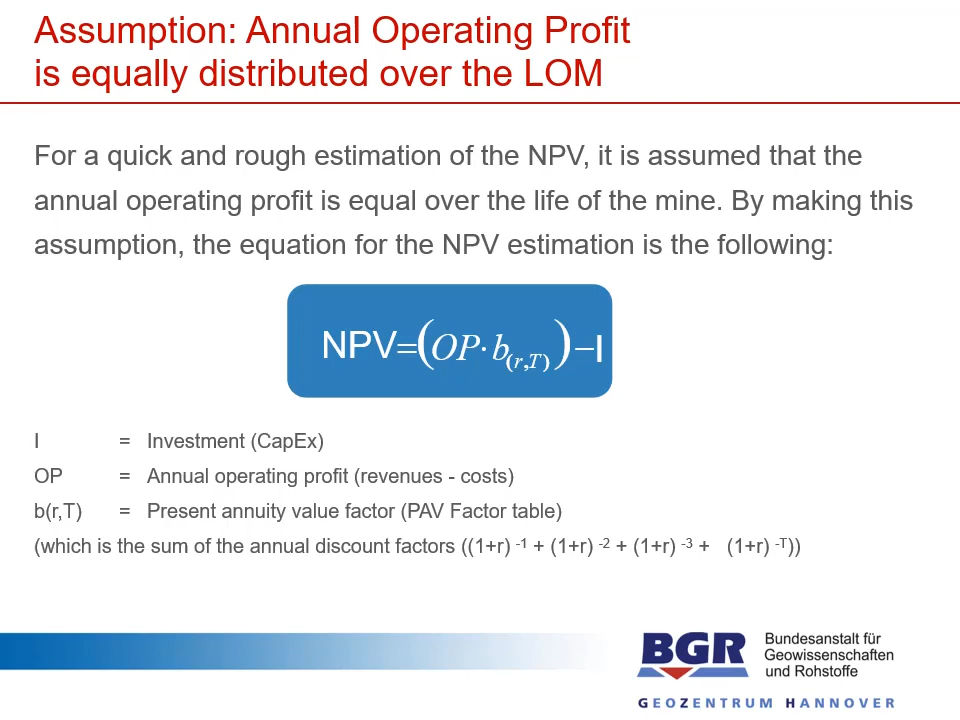 Assumption: Annual Operating Profit
is equally distributed over the LOM
For a quick and rough estimation of the NPV, it is assumed that the
annual operating profit is equal over the life of the mine. By making this
assumption, the equation for the NPV estimation is the following:
NPV=(OP·b(r,T))−I
I = Investment (CapEx)
OP = Annual operating profit (revenues - costs)
b(r,T) = Present annuity value factor (PAV Factor table)
(which is the sum of the annual discount factors ((1+r) -1 + (1+r) -2 + (1+r) -3 + (1+r) -T))
BGR
Bundesanstalt für
Geowissenschaften
und Rohstoffe
GEOZENTRUM HANNOVER